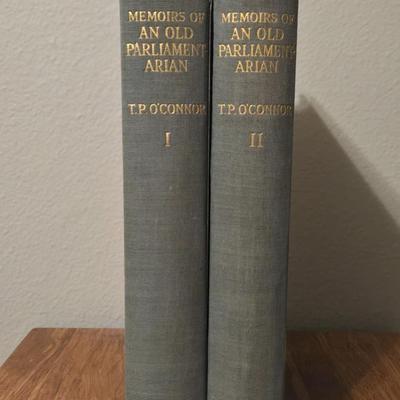 MEMOIRS OF
AN OLD
PARLIAMENT-
ARIAN
T.P. O'CONNOR
I
MEMOIRS OF
AN OLD
PARLIAMENT-
ARIAN
T.P. O'CONNOR
II